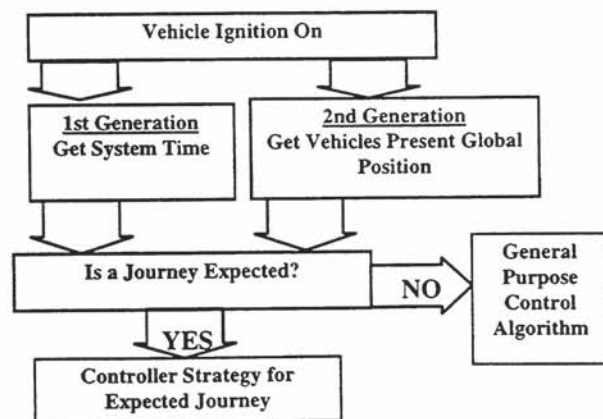 Vehicle Ignition On
1st Generation
Get System Time
2nd Generation
Get Vehicles Present Global
Position
Is a Journey Expected?
NO
General
Purpose
Control
Algorithm
YES
Controller Strategy for
Expected Journey